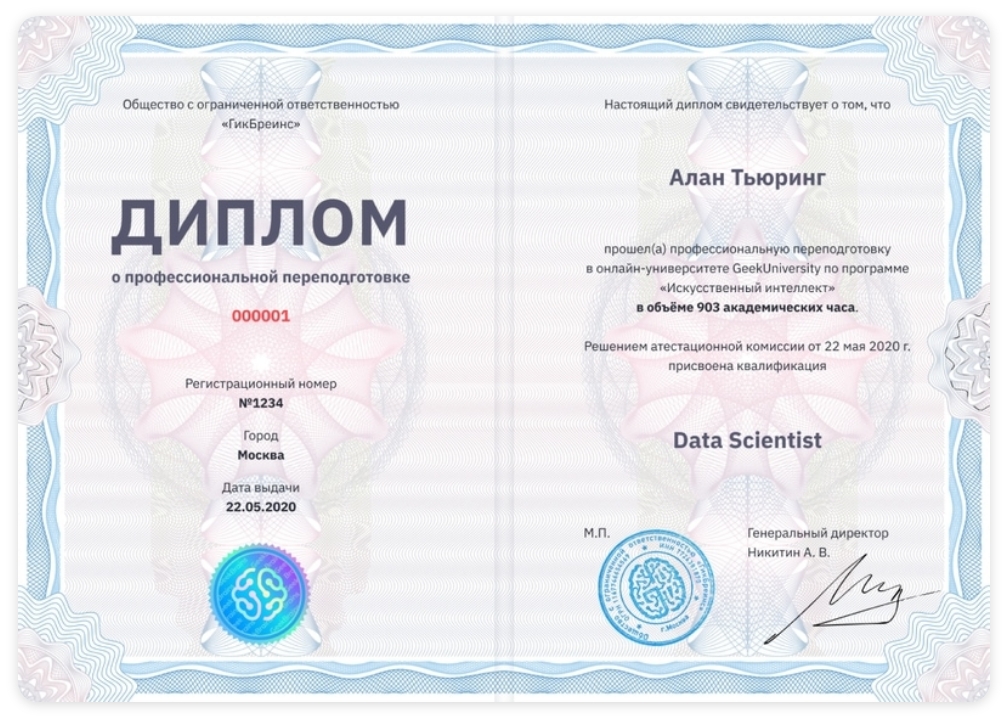 Общество с ограниченной ответственностью
«ГикБреинс»
ДИПЛОМ
о профессиональной переподготовке
000001
Регистрационный номер
№1234
Город
Москва
Дата выдачи
22.05.2020
Настоящий диплом свидетельствует о том, что
Алан Тьюринг
прошел(а) профессиональную переподготовку
в онлайн-университете GeekUniversity по программе
«Искусственный интеллект»
в объёме 903 академических часа.
Решением атестационной комиссии от 22 мая 2020 г.
присвоена квалификация
Data Scientist
М.П.
Генеральный директор
Никитин А. В.
Общество с ограниченной ответственностью «ГикБреинс»
г.Москва